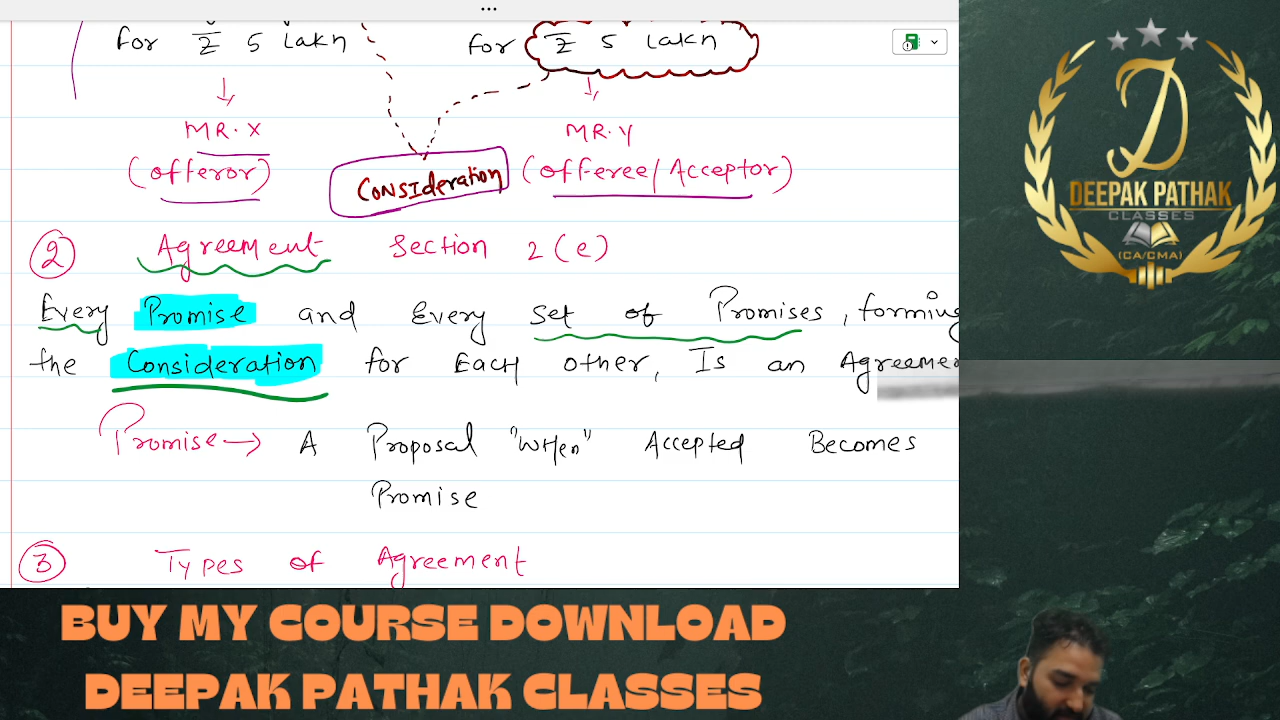 for ₹ 5 lakh for ₹ 5 lakh
MR. X MR. Y
(offeror) Consideration (offeree/Acceptor)
② Agreement Section 2(e)
Every Promise and Every set of Promises, forming
the Consideration for Each other, Is an Agreemen
Promise → A Proposal "When" Accepted Becomes
Promise
③ Types of Agreement
BUY MY COURSE DOWNLOAD
DEEPAK PATHAK CLASSES
D
DEEPAK PATHAK
CLASSES
(CA/CMA)